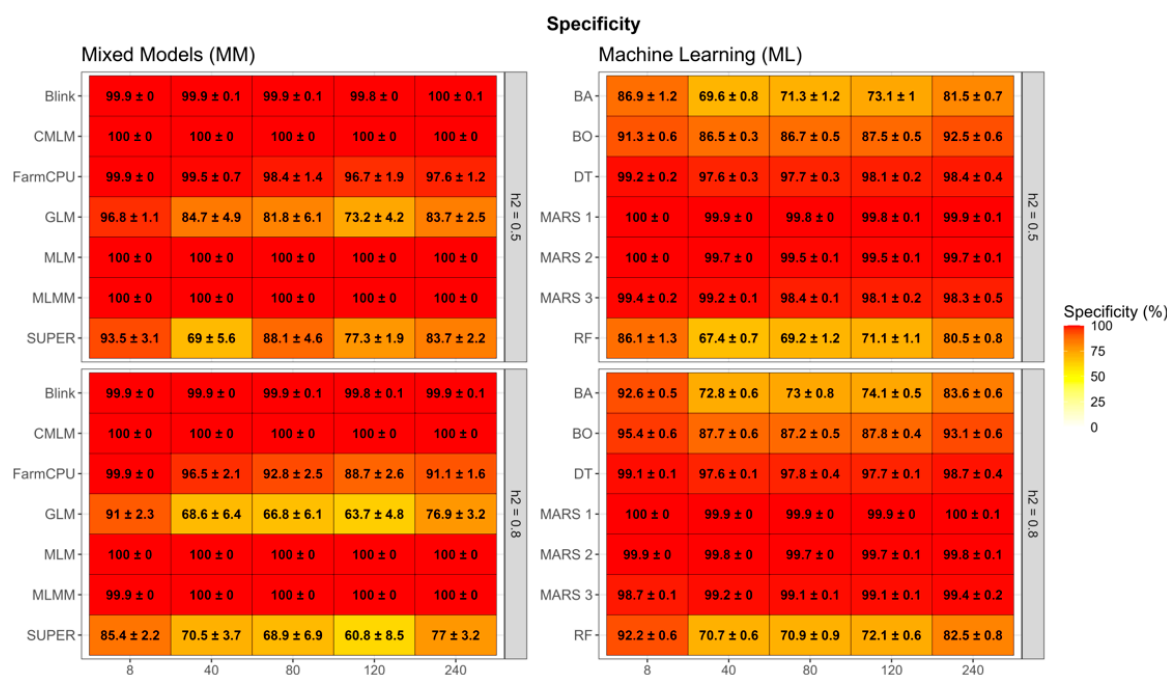 Specificity
Mixed Models (MM)
Blink 99.9 ± 0 99.9 ± 0.1 99.9 ± 0.1 99.8 ± 0 100 ± 0.1
CMLM 100 ± 0 100 ± 0 100 ± 0 100 ± 0 100 ± 0
FarmCPU 99.9 ± 0 99.5 ± 0.7 98.4 ± 1.4 96.7 ± 1.9 97.6 ± 1.2
GLM 96.8 ± 1.1 84.7 ± 4.9 81.8 ± 6.1 73.2 ± 4.2 83.7 ± 2.5
MLM 100 ± 0 100 ± 0 100 ± 0 100 ± 0 100 ± 0
MLMM 100 ± 0 100 ± 0 100 ± 0 100 ± 0 100 ± 0
SUPER 93.5 ± 3.1 69 ± 5.6 88.1 ± 4.6 77.3 ± 1.9 83.7 ± 2.2
h2 = 0.5
Blink 99.9 ± 0 99.9 ± 0 99.9 ± 0.1 99.8 ± 0.1 99.9 ± 0.1
CMLM 100 ± 0 100 ± 0 100 ± 0 100 ± 0 100 ± 0
FarmCPU 99.9 ± 0 96.5 ± 2.1 92.8 ± 2.5 88.7 ± 2.6 91.1 ± 1.6
GLM 91 ± 2.3 68.6 ± 6.4 66.8 ± 6.1 63.7 ± 4.8 76.9 ± 3.2
MLM 100 ± 0 100 ± 0 100 ± 0 100 ± 0 100 ± 0
MLMM 99.9 ± 0 100 ± 0 100 ± 0 100 ± 0 100 ± 0
SUPER 85.4 ± 2.2 70.5 ± 3.7 68.9 ± 6.9 60.8 ± 8.5 77 ± 3.2
h2 = 0.8
8 40 80 120 240
Machine Learning (ML)
BA 86.9 ± 1.2 69.6 ± 0.8 71.3 ± 1.2 73.1 ± 1 81.5 ± 0.7
BO 91.3 ± 0.6 86.5 ± 0.3 86.7 ± 0.5 87.5 ± 0.5 92.5 ± 0.6
DT 99.2 ± 0.2 97.6 ± 0.3 97.7 ± 0.3 98.1 ± 0.2 98.4 ± 0.4
MARS 1 100 ± 0 99.9 ± 0 99.8 ± 0 99.8 ± 0.1 99.9 ± 0.1
MARS 2 100 ± 0 99.7 ± 0 99.5 ± 0.1 99.5 ± 0.1 99.7 ± 0.1
MARS 3 99.4 ± 0.2 99.2 ± 0.1 98.4 ± 0.1 98.1 ± 0.2 98.3 ± 0.5
RF 86.1 ± 1.3 67.4 ± 0.7 69.2 ± 1.2 71.1 ± 1.1 80.5 ± 0.8
h2 = 0.5
BA 92.6 ± 0.5 72.8 ± 0.6 73 ± 0.8 74.1 ± 0.5 83.6 ± 0.6
BO 95.4 ± 0.6 87.7 ± 0.6 87.2 ± 0.5 87.8 ± 0.4 93.1 ± 0.6
DT 99.1 ± 0.1 97.6 ± 0.1 97.8 ± 0.4 97.7 ± 0.1 98.7 ± 0.4
MARS 1 100 ± 0 99.9 ± 0.1 99.9 ± 0 99.9 ± 0 100 ± 0.1
MARS 2 99.9 ± 0 99.8 ± 0.1 99.7 ± 0 99.7 ± 0.1 99.8 ± 0.1
MARS 3 98.7 ± 0.1 99.2 ± 0 99.1 ± 0.1 99.1 ± 0.1 99.4 ± 0.2
RF 92.2 ± 0.6 70.7 ± 0.6 70.9 ± 0.9 72.1 ± 0.6 82.5 ± 0.8
h2 = 0.8
8 40 80 120 240
Specificity (%)
100
75
50
25
0